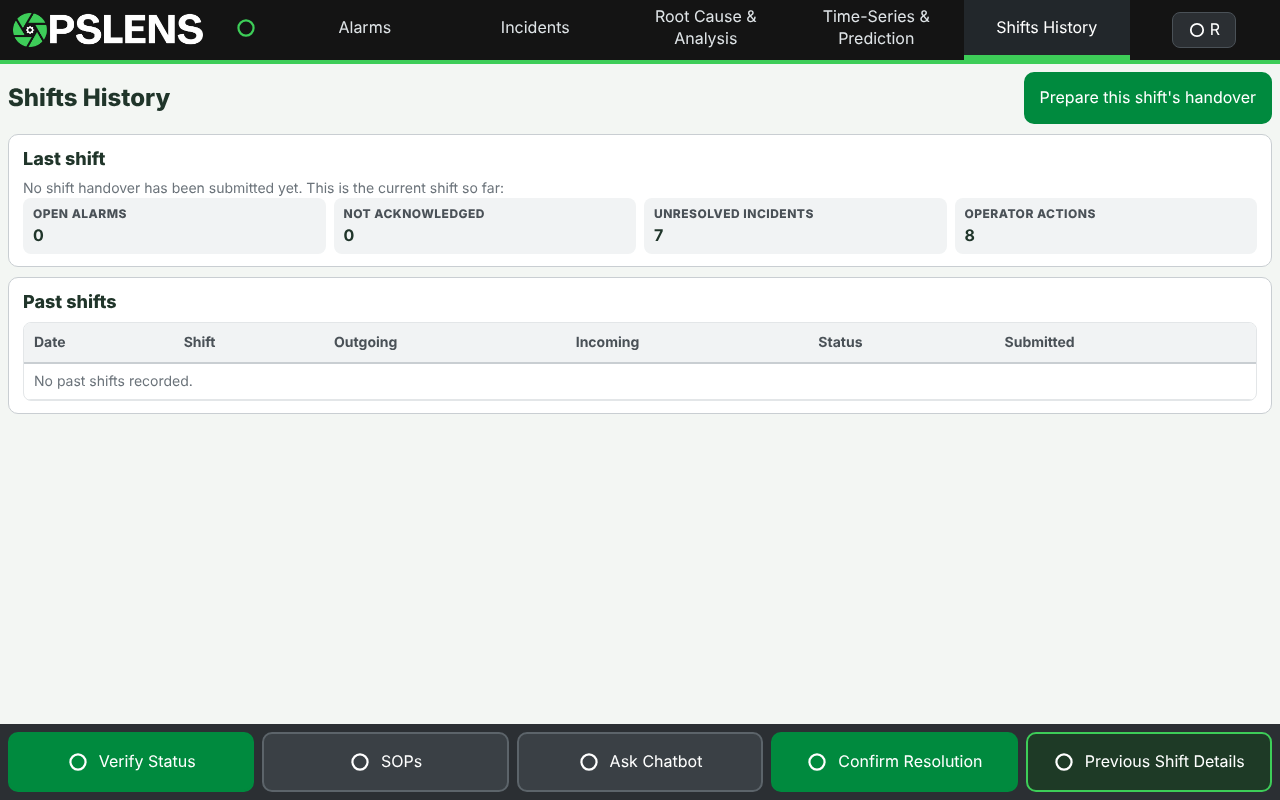 PSLENS
Alarms
Incidents
Root Cause &
Analysis
Time-Series &
Prediction
Shifts History
R
Shifts History
Prepare this shift's handover
Last shift
No shift handover has been submitted yet. This is the current shift so far:
OPEN ALARMS
0
NOT ACKNOWLEDGED
0
UNRESOLVED INCIDENTS
7
OPERATOR ACTIONS
8
Past shifts
Date Shift Outgoing Incoming Status Submitted
No past shifts recorded.
Verify Status
SOPs
Ask Chatbot
Confirm Resolution
Previous Shift Details